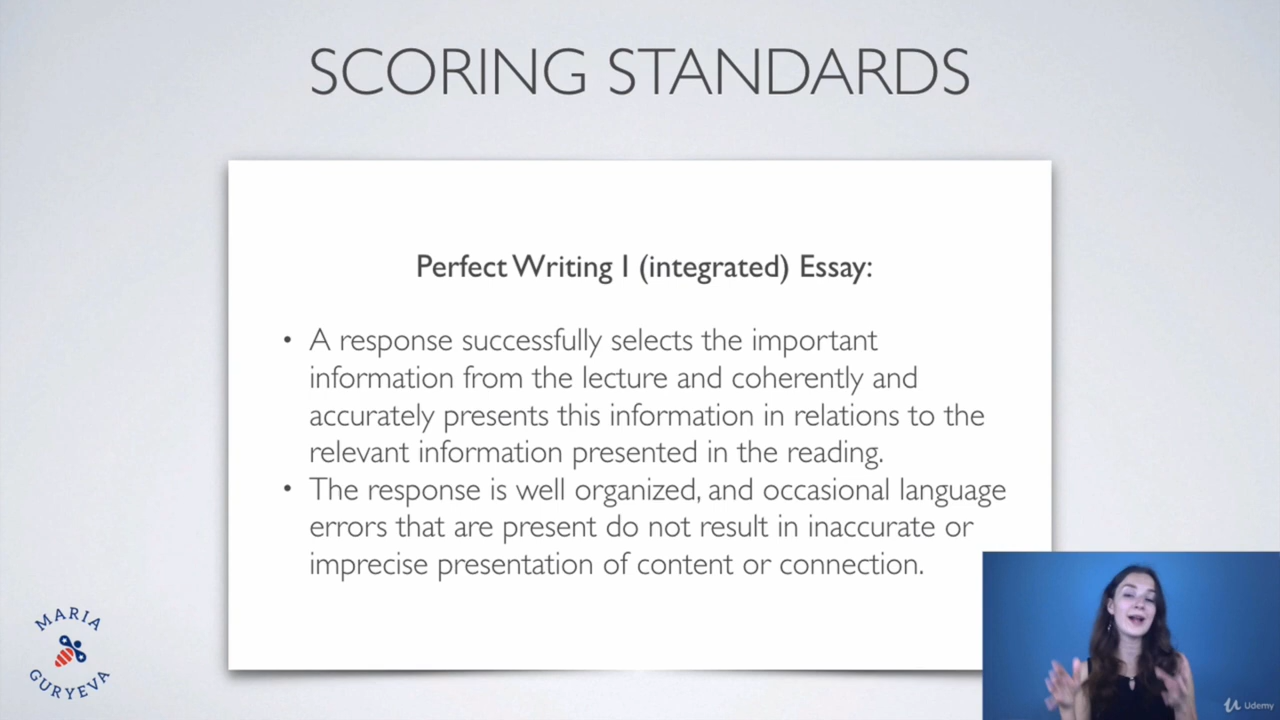 SCORING STANDARDS
Perfect Writing I (integrated) Essay:
• A response successfully selects the important
information from the lecture and coherently and
accurately presents this information in relations to the
relevant information presented in the reading.
• The response is well organized, and occasional language
errors that are present do not result in inaccurate or
imprecise presentation of content or connection.
MARIA
GURYEVA
Udemy